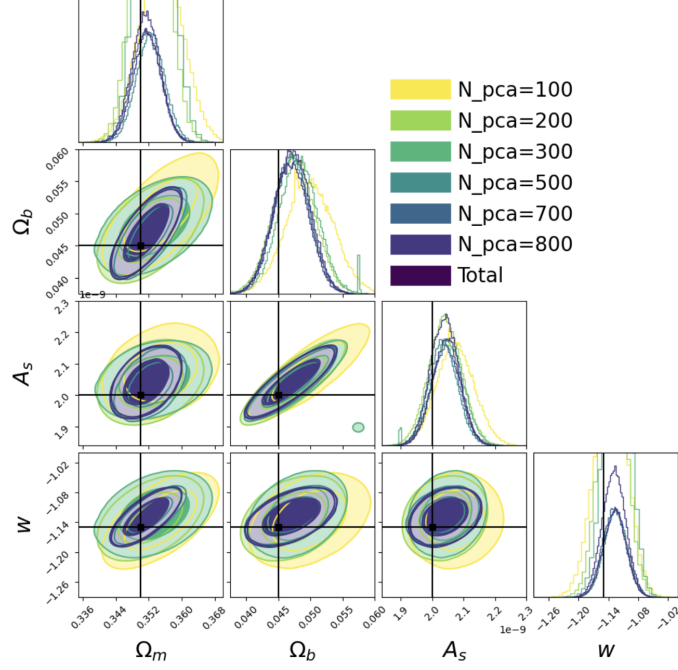 N_pca=100
N_pca=200
N_pca=300
N_pca=500
N_pca=700
N_pca=800
Total
Ω_b
0.060
0.055
0.050
0.045
0.040
1e−9
A_s
2.3
2.2
2.1
2.0
1.9
w
−1.02
−1.08
−1.14
−1.20
−1.26
0.336 0.344 0.352 0.360 0.368
0.040 0.045 0.050 0.055 0.060
1.9 2.0 2.1 2.2 2.3
1e−9
−1.26 −1.20 −1.14 −1.08 −1.02
Ω_m Ω_b A_s w